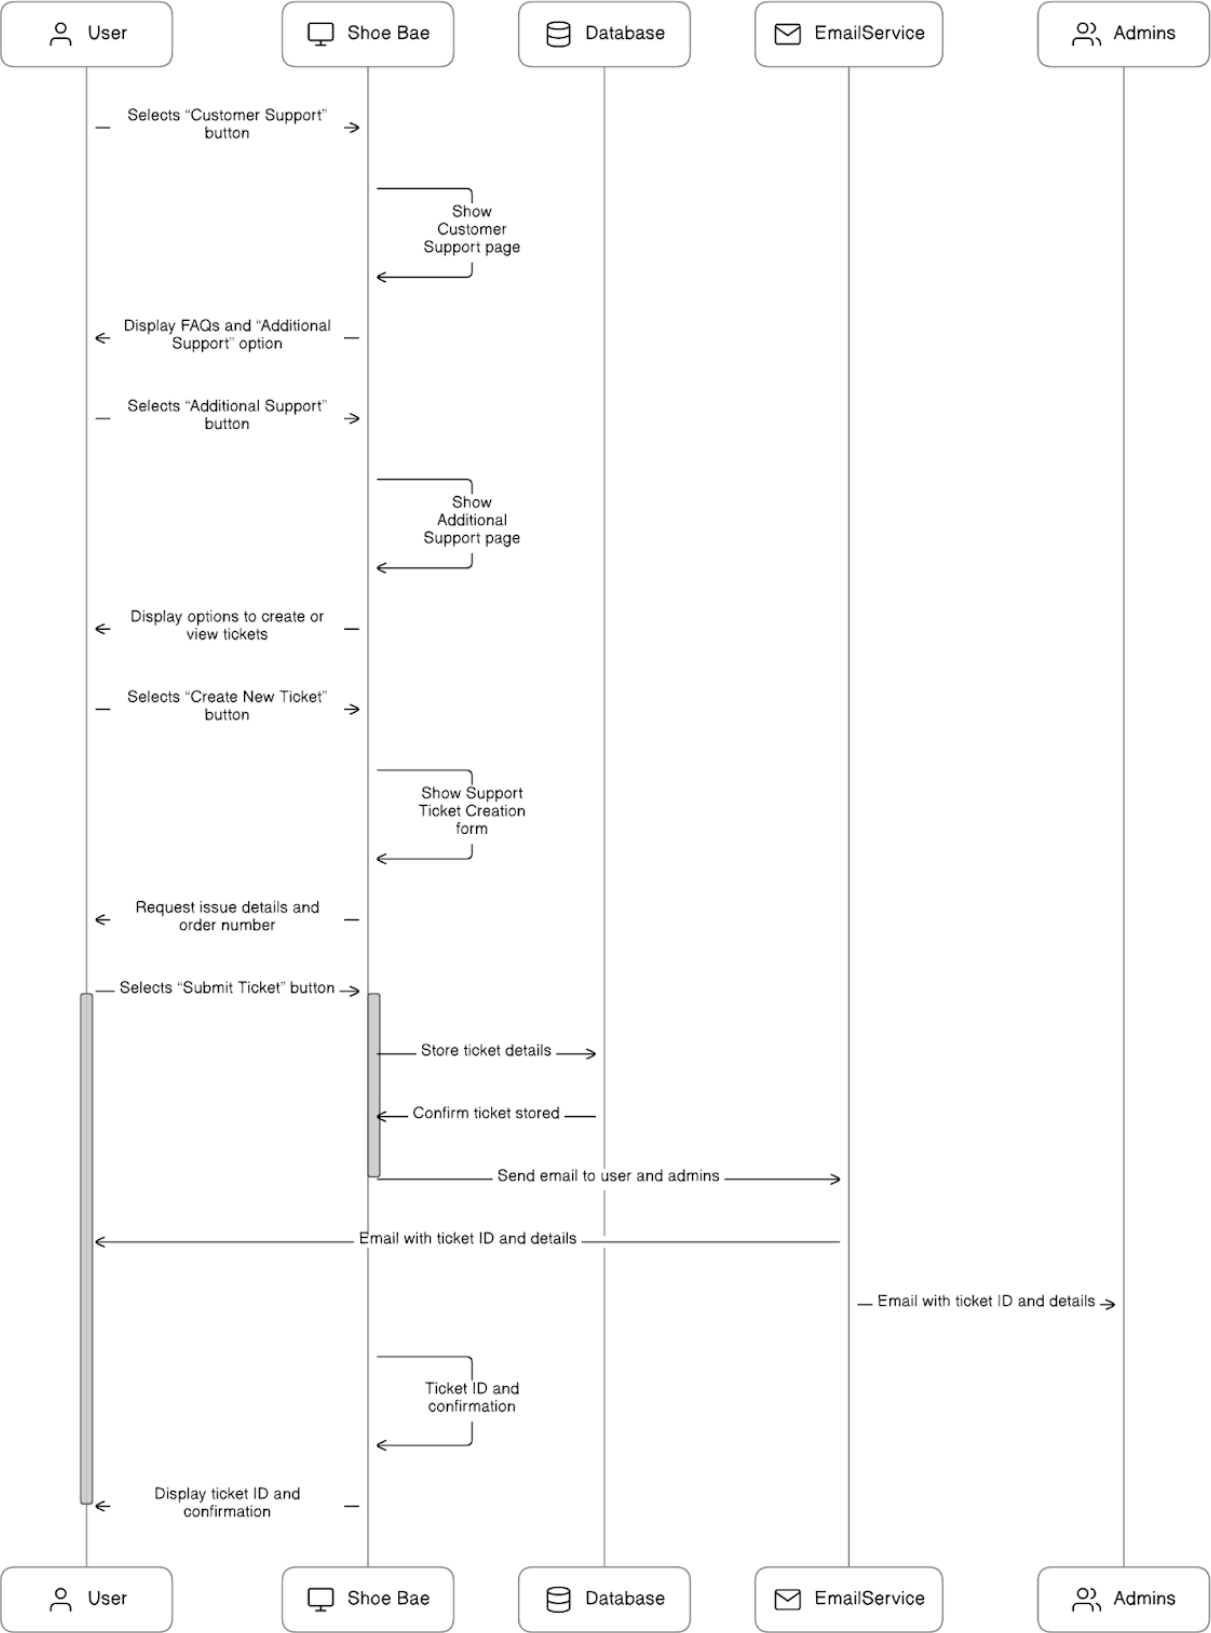 User
Shoe Bae
Database
EmailService
Admins
Selects “Customer Support”
button
Show
Customer
Support page
Display FAQs and “Additional
Support” option
Selects “Additional Support”
button
Show
Additional
Support page
Display options to create or
view tickets
Selects “Create New Ticket”
button
Show Support
Ticket Creation
form
Request issue details and
order number
Selects “Submit Ticket” button
Store ticket details
Confirm ticket stored
Send email to user and admins
Email with ticket ID and details
Email with ticket ID and details
Ticket ID and
confirmation
Display ticket ID and
confirmation
User
Shoe Bae
Database
EmailService
Admins